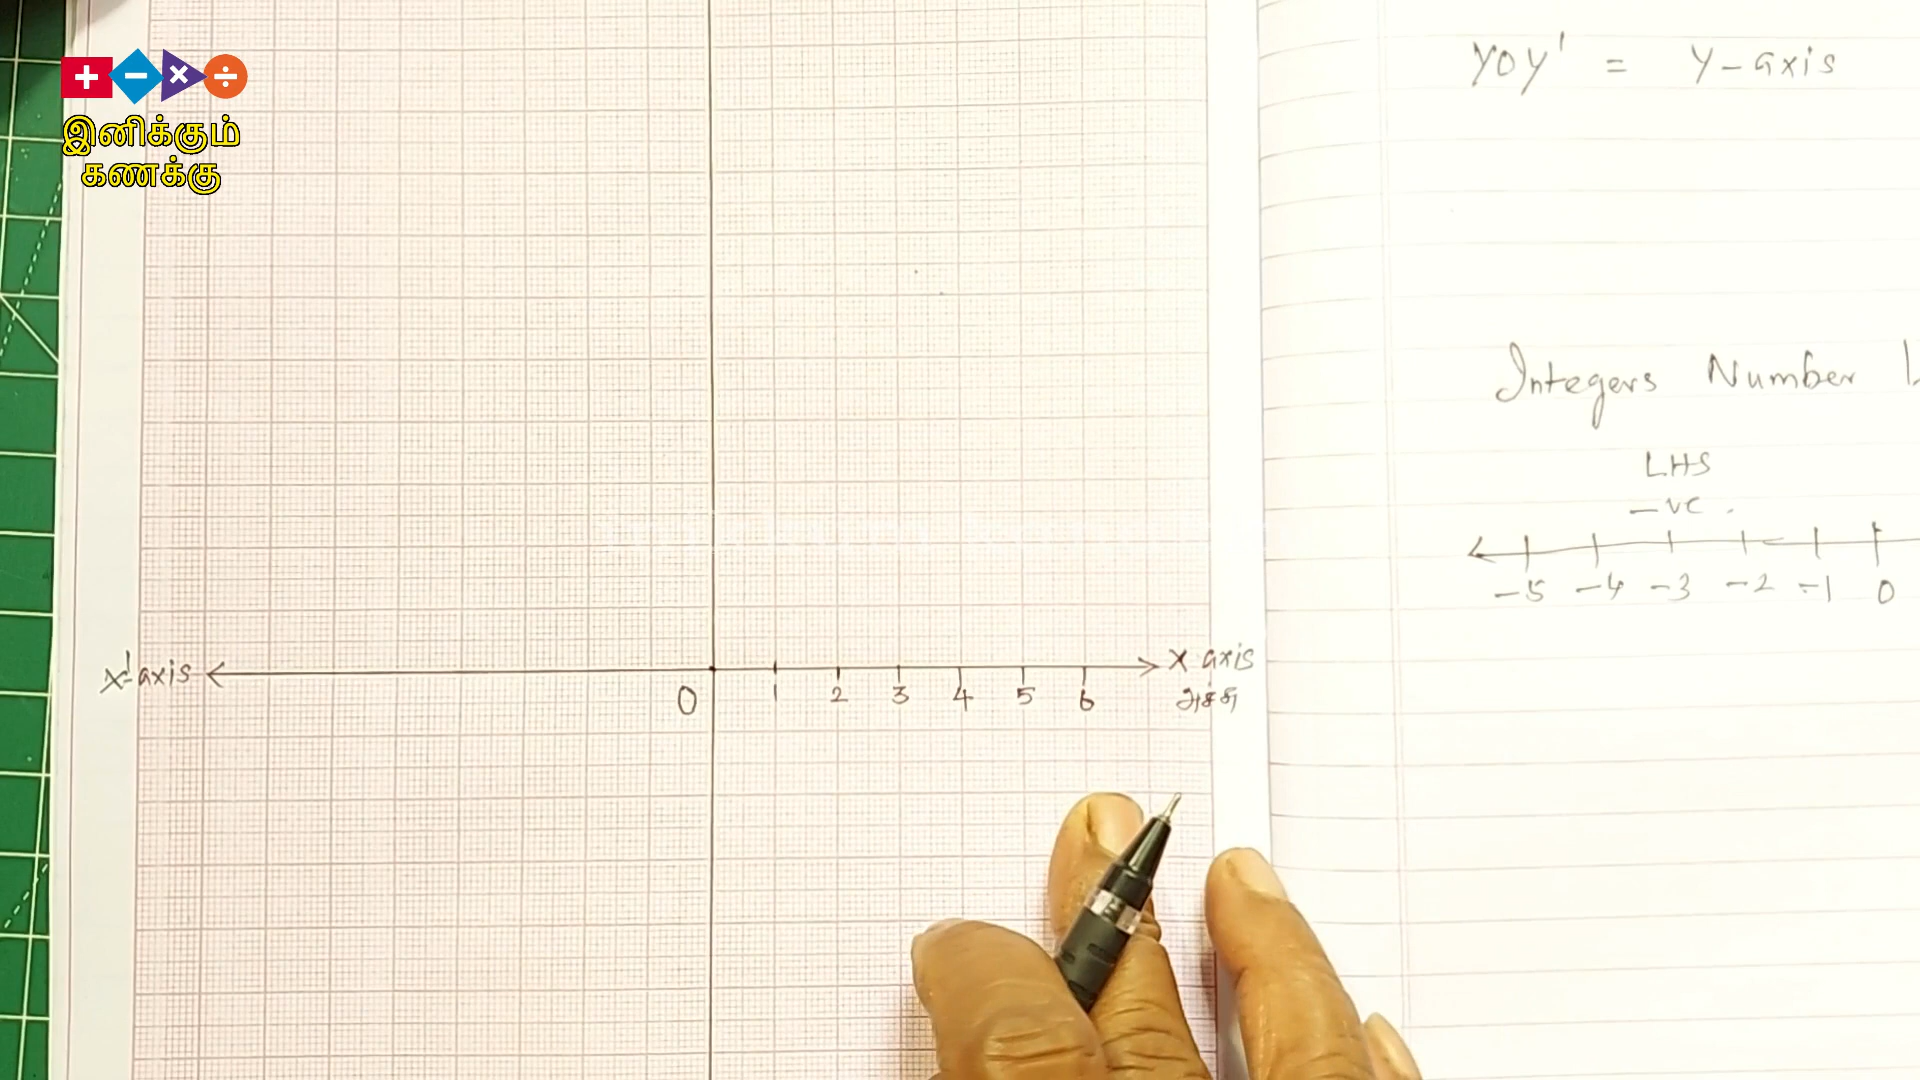 + − × ÷
இனிக்கும்
கணக்கு
YOY' = Y-axis
Integers Number
LHS
-ve
-5 -4 -3 -2 -1 0
X' axis
X axis
0 1 2 3 4 5 6
அச்சு